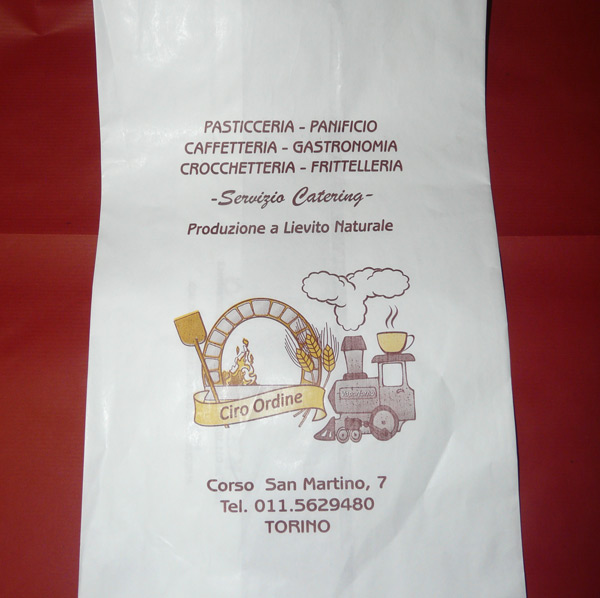 PASTICCERIA - PANIFICIO
CAFFETTERIA - GASTRONOMIA
CROCCHETTERIA - FRITTELLERIA
-Servizio Catering-
Produzione a Lievito Naturale
Ciro Ordine
Corso San Martino, 7
Tel. 011.5629480
TORINO